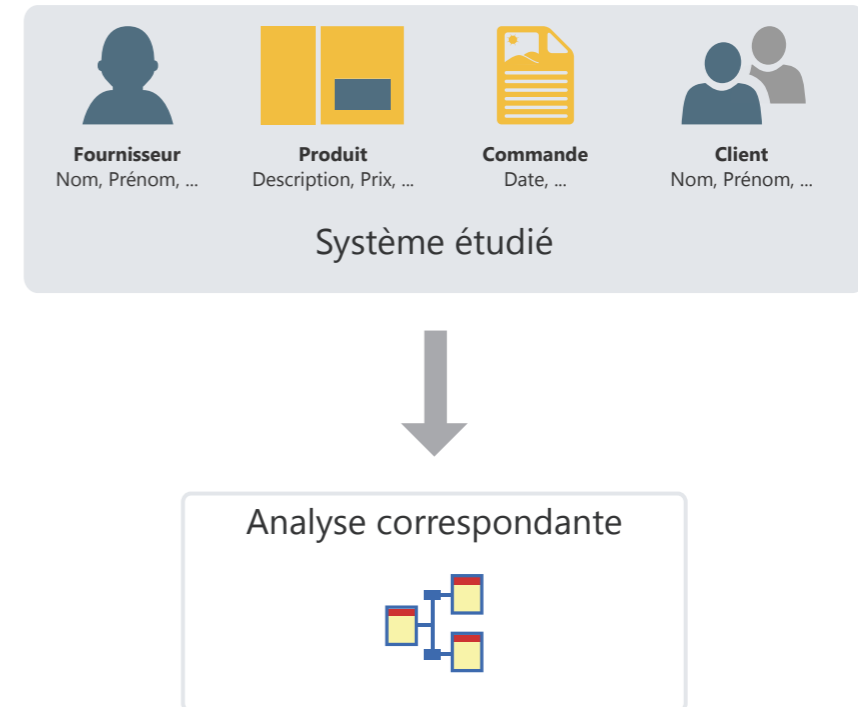 Fournisseur
Nom, Prénom, ...
Produit
Description, Prix, ...
Commande
Date, ...
Client
Nom, Prénom, ...
Système étudié
Analyse correspondante